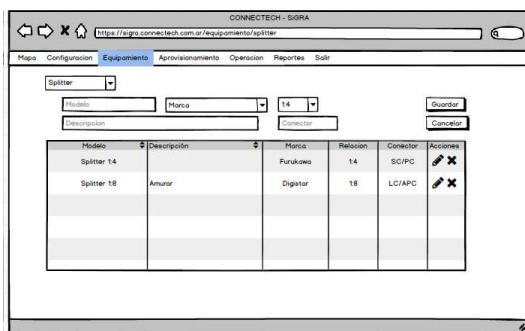 CONNECTECH - SiGRA
https://sigra.connectech.com.ar/equipamiento/splitter
Mapa Configuracion Equipamiento Aprovisionamiento Operacion Reportes Salir
Splitter
Modelo Marca 1:4 Guardar
Descripcion Conector Cancelar
Modelo Descripción Marca Relacion Conector Acciones
Splitter 1:4 Furukawa 1:4 SC/PC
Splitter 1:8 Amurar Digistar 1:8 LC/APC